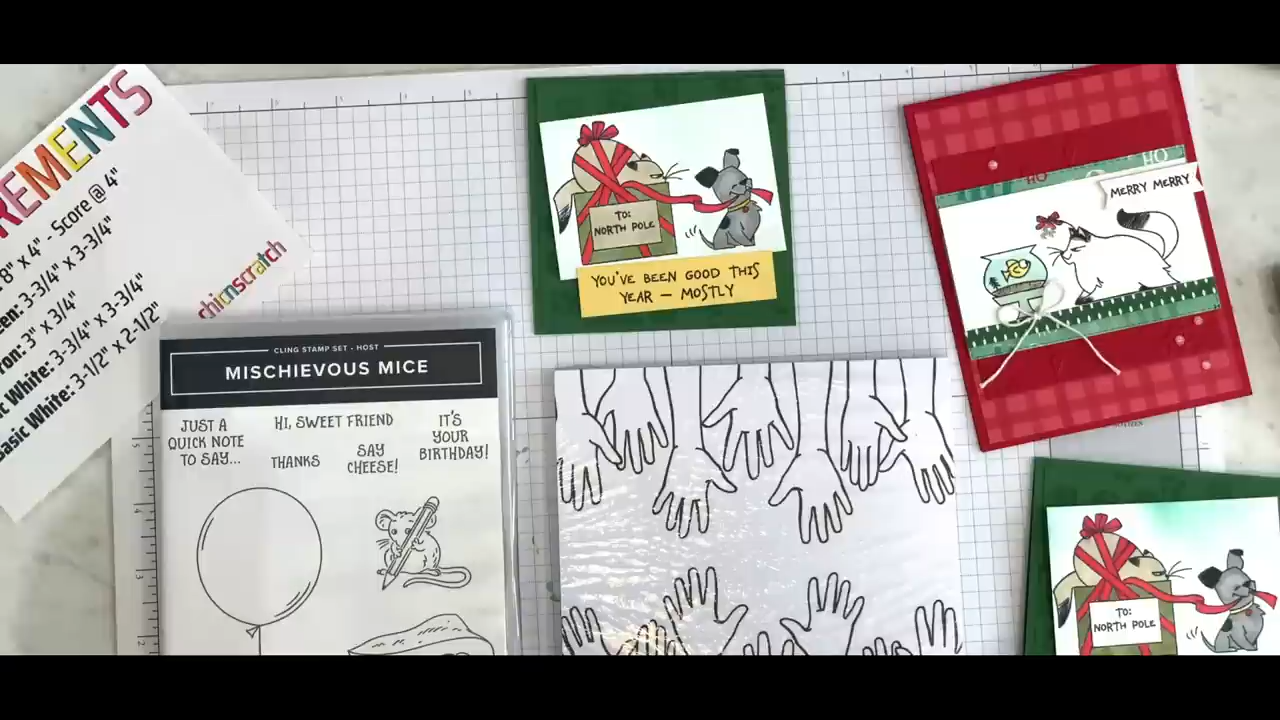 REMENTS
8" X 4" - Score @ 4"
een: 3-3/4" x 3-3/4"
ron: 3" x 3/4"
c White: 3-3/4" x 3-3/4"
Basic White: 3-1/2" x 2-1/2"
chicnscratch
TO:
NORTH POLE
YOU'VE BEEN GOOD THIS
YEAR — MOSTLY
HO
HO
MERRY MERRY
CLING STAMP SET - HOST
MISCHIEVOUS MICE
JUST A
QUICK NOTE
TO SAY...
HI, SWEET FRIEND
THANKS
SAY
CHEESE!
IT'S
YOUR
BIRTHDAY!
TO:
NORTH POLE